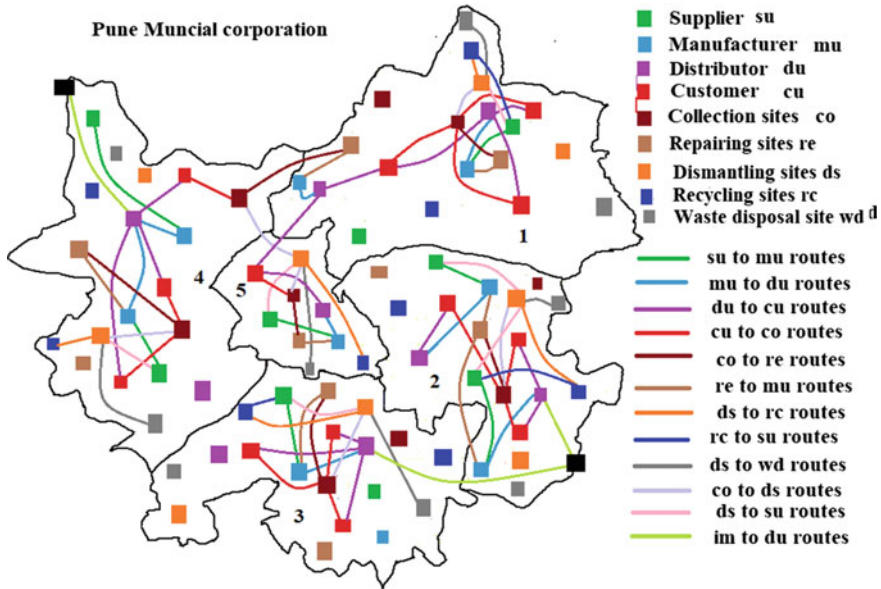 Pune Muncial corporation
Supplier su
Manufacturer mu
Distributor du
Customer cu
Collection sites co
Repairing sites re
Dismantling sites ds
Recycling sites rc
Waste disposal site wd d
1
4
5
2
3
su to mu routes
mu to du routes
du to cu routes
cu to co routes
co to re routes
re to mu routes
ds to rc routes
rc to su routes
ds to wd routes
co to ds routes
ds to su routes
im to du routes